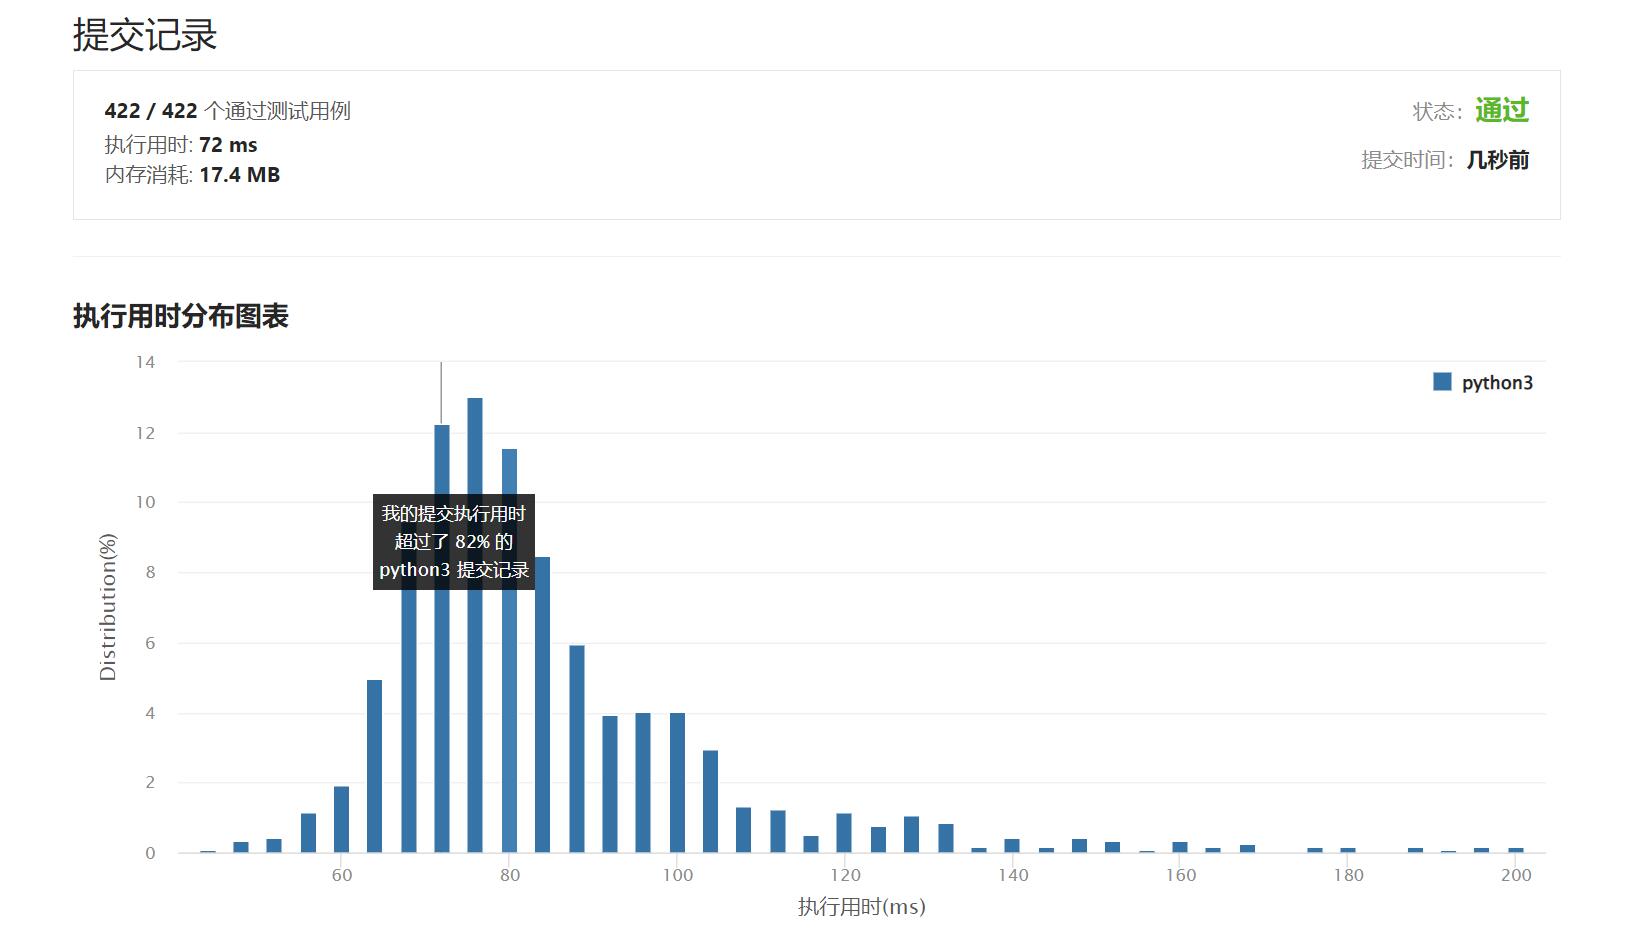 提交记录
422 / 422 个通过测试用例
状态：通过
执行用时: 72 ms
提交时间：几秒前
内存消耗: 17.4 MB
执行用时分布图表
14
python3
12
10
我的提交执行用时
超过了 82% 的
python3 提交记录
8
6
4
2
0
Distribution(%)
60 80 100 120 140 160 180 200
执行用时(ms)